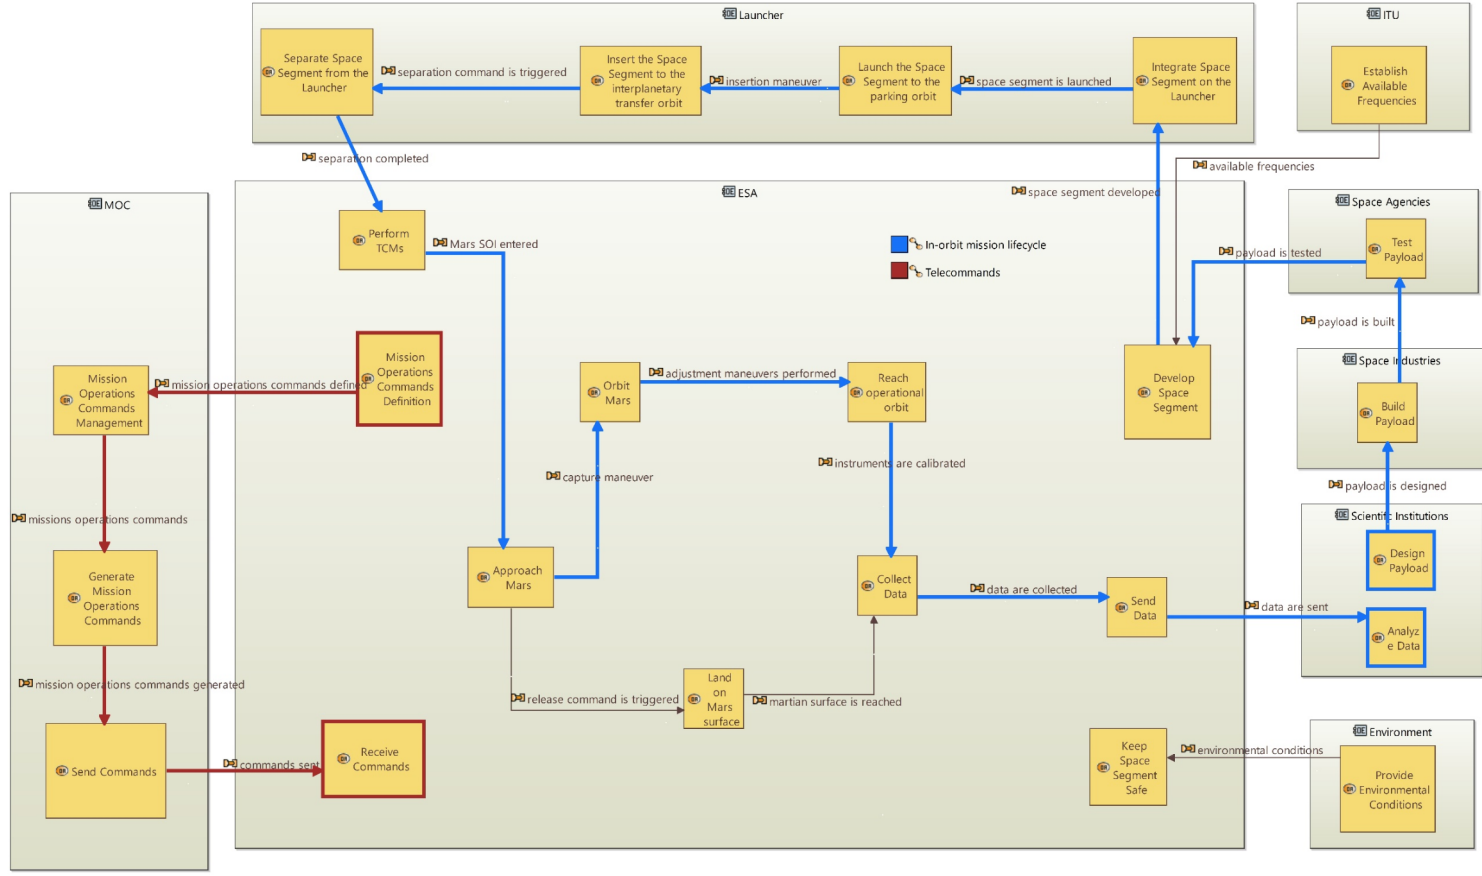 Launcher
Separate Space
Segment from the
Launcher
separation command is triggered
Insert the Space
Segment to the
interplanetary
transfer orbit
insertion maneuver
Launch the Space
Segment to the
parking orbit
space segment is launched
Integrate Space
Segment on the
Launcher
ITU
Establish
Available
Frequencies
separation completed
available frequencies
MOC
ESA
space segment developed
Space Agencies
Perform
TCMs
Mars SOI entered
In-orbit mission lifecycle
Telecommands
payload is tested
Test
Payload
payload is built
Space Industries
Mission
Operations
Commands
Management
mission operations commands defined
Mission
Operations
Commands
Definition
Orbit
Mars
adjustment maneuvers performed
Reach
operational
orbit
Develop
Space
Segment
Build
Payload
capture maneuver
instruments are calibrated
payload is designed
missions operations commands
Scientific Institutions
Generate
Mission
Operations
Commands
Approach
Mars
Collect
Data
data are collected
Send
Data
data are sent
Design
Payload
Analyz
e Data
mission operations commands generated
release command is triggered
Land
on
Mars
surface
martian surface is reached
Send Commands
commands sent
Receive
Commands
Keep
Space
Segment
Safe
environmental conditions
Environment
Provide
Environmental
Conditions